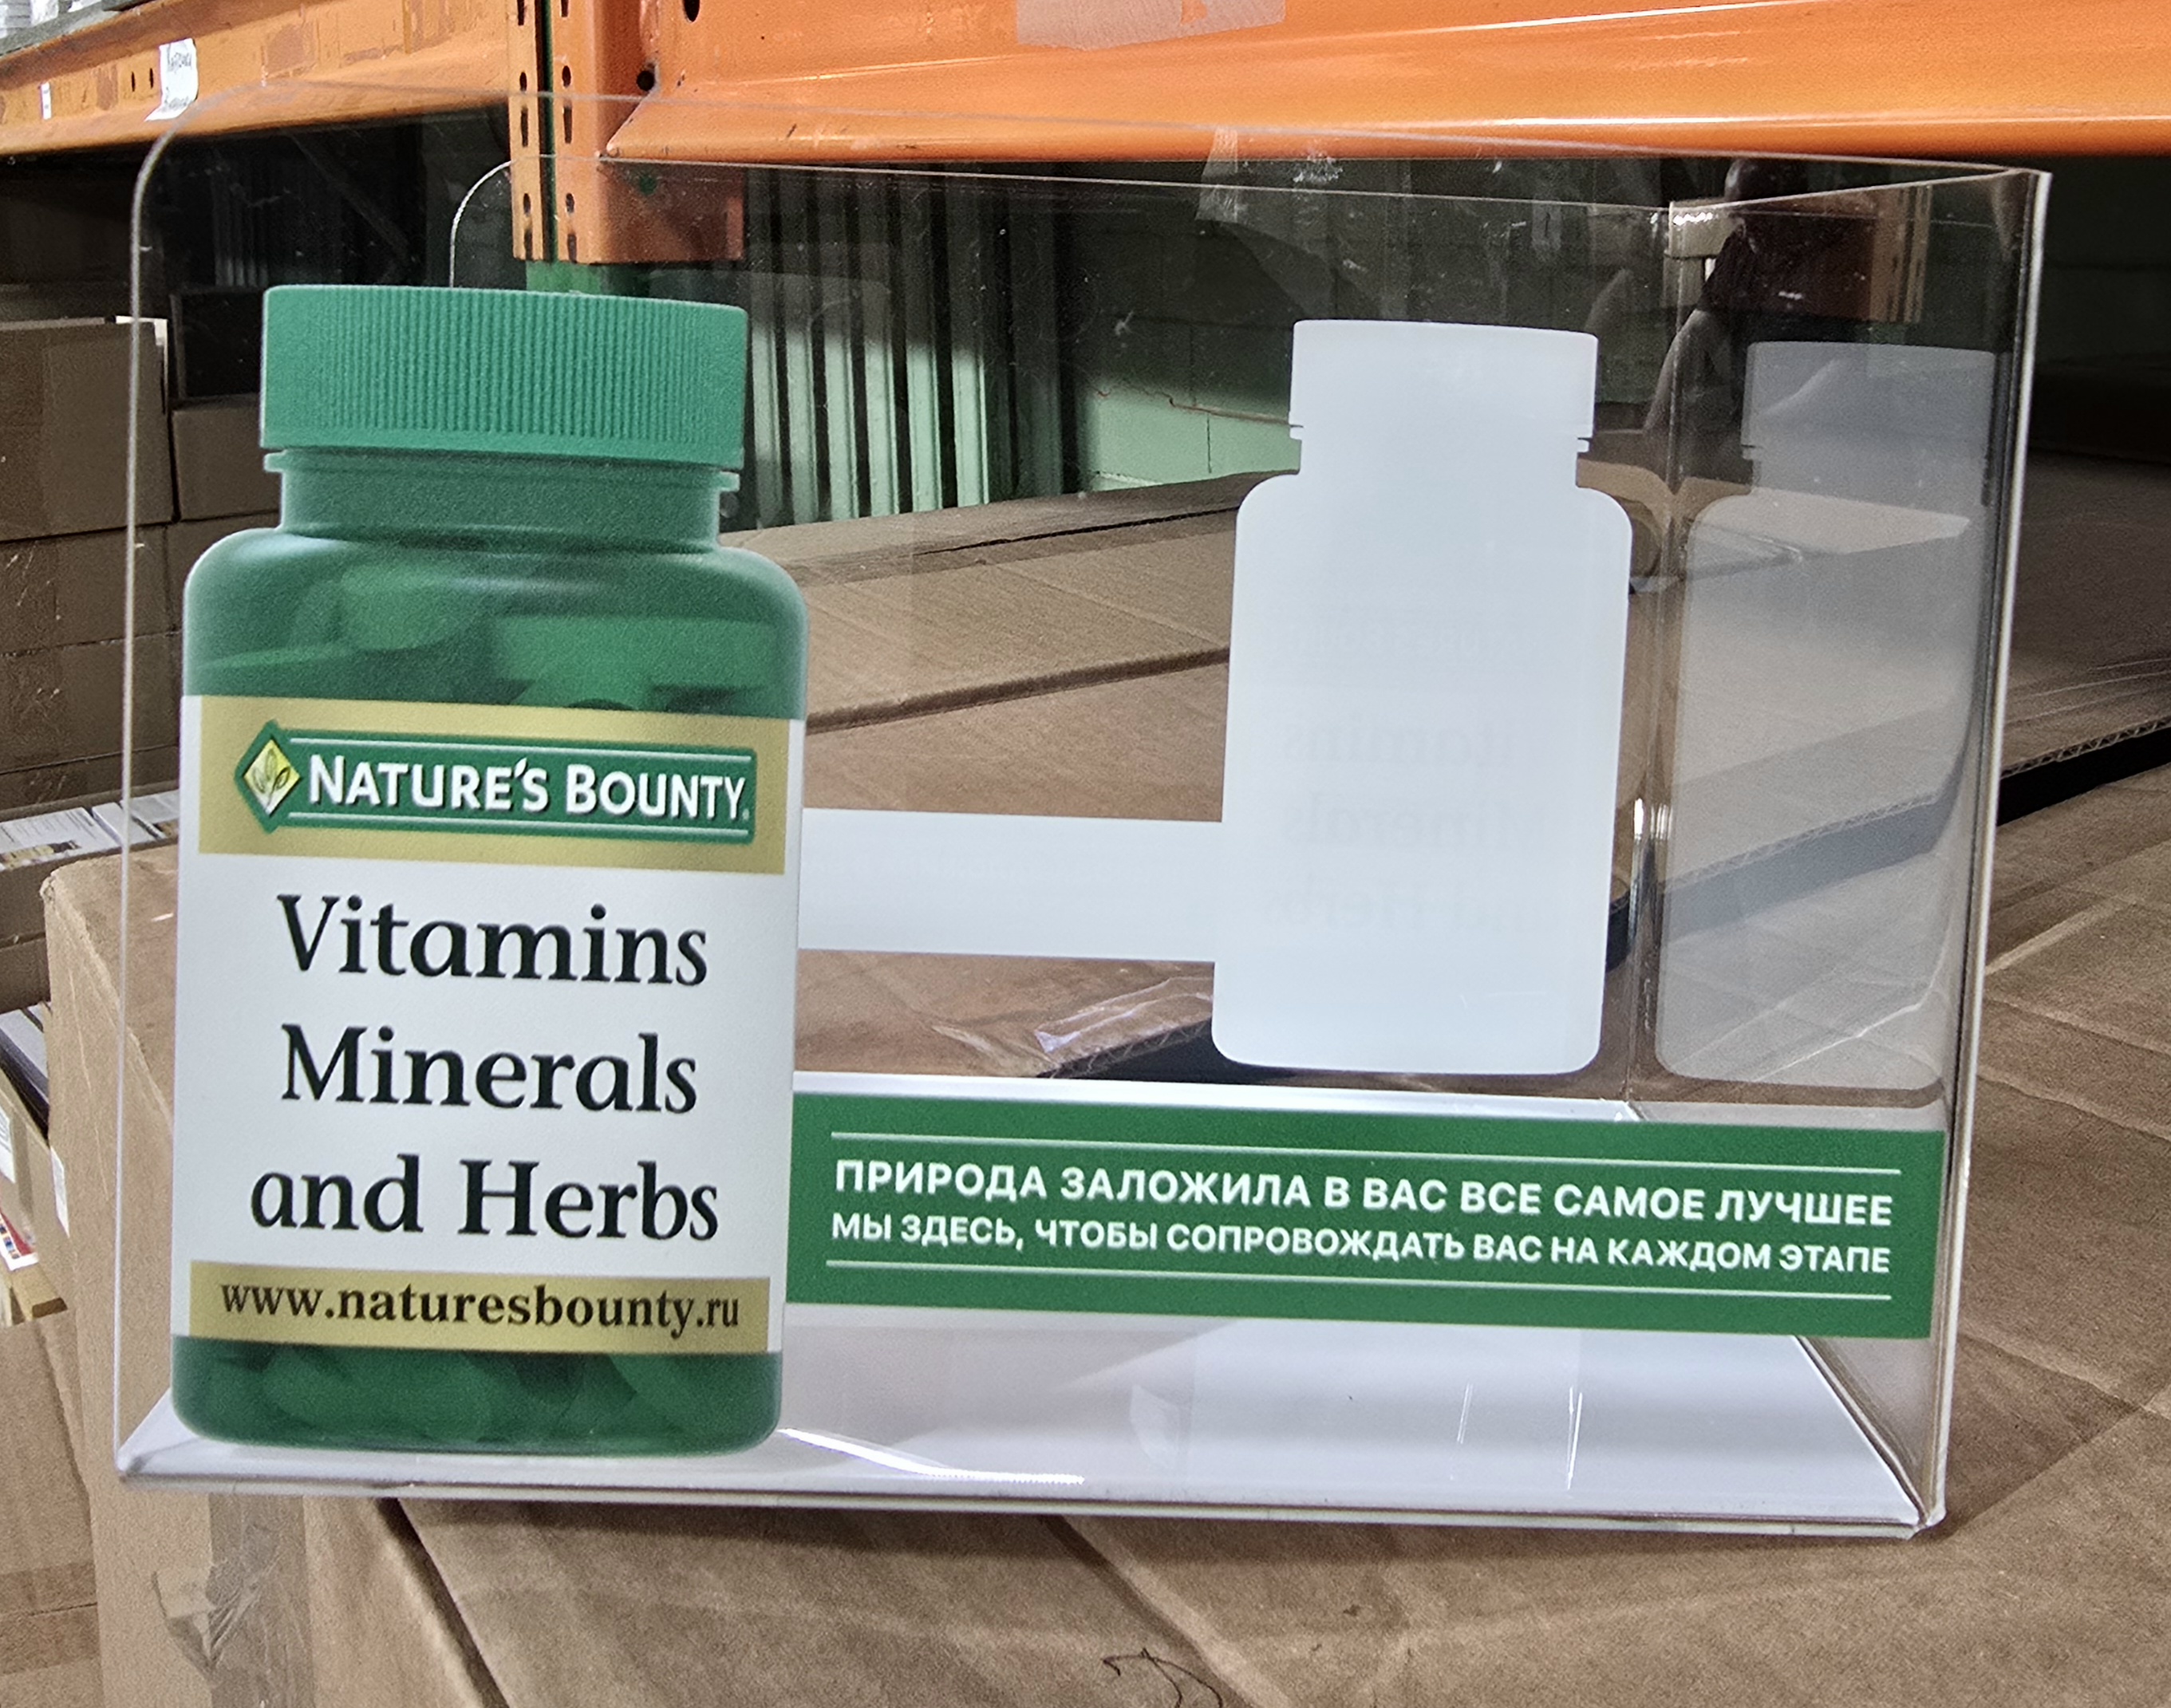 NATURE'S BOUNTY
Vitamins
Minerals
and Herbs
www.naturesbounty.ru
ПРИРОДА ЗАЛОЖИЛА В ВАС ВСЕ САМОЕ ЛУЧШЕЕ
МЫ ЗДЕСЬ, ЧТОБЫ СОПРОВОЖДАТЬ ВАС НА КАЖДОМ ЭТАПЕ